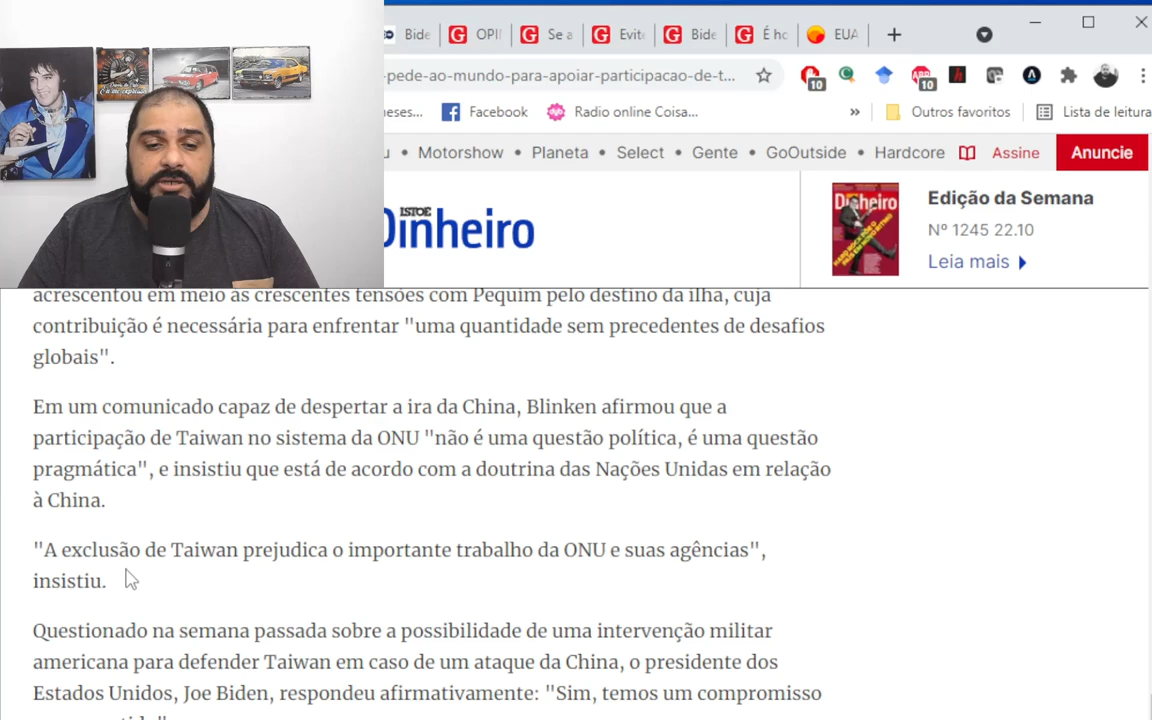 Bide
OPI
Se a
Evite
Bide
É hc
EUA
-pede-ao-mundo-para-apoiar-participacao-de-t...
10
10
eses...
Facebook
Radio online Coisa...
»
Outros favoritos
Lista de leitura
• Motorshow • Planeta • Select • Gente • GoOutside • Hardcore
Assine
Anuncie
ISTOÉ
Dinheiro
Dinheiro
Edição da Semana
Nº 1245 22.10
Leia mais
acrescentou em meio às crescentes tensões com Pequim pelo destino da ilha, cuja
contribuição é necessária para enfrentar "uma quantidade sem precedentes de desafios
globais".
Em um comunicado capaz de despertar a ira da China, Blinken afirmou que a
participação de Taiwan no sistema da ONU "não é uma questão política, é uma questão
pragmática", e insistiu que está de acordo com a doutrina das Nações Unidas em relação
à China.
"A exclusão de Taiwan prejudica o importante trabalho da ONU e suas agências",
insistiu.
Questionado na semana passada sobre a possibilidade de uma intervenção militar
americana para defender Taiwan em caso de um ataque da China, o presidente dos
Estados Unidos, Joe Biden, respondeu afirmativamente: "Sim, temos um compromisso